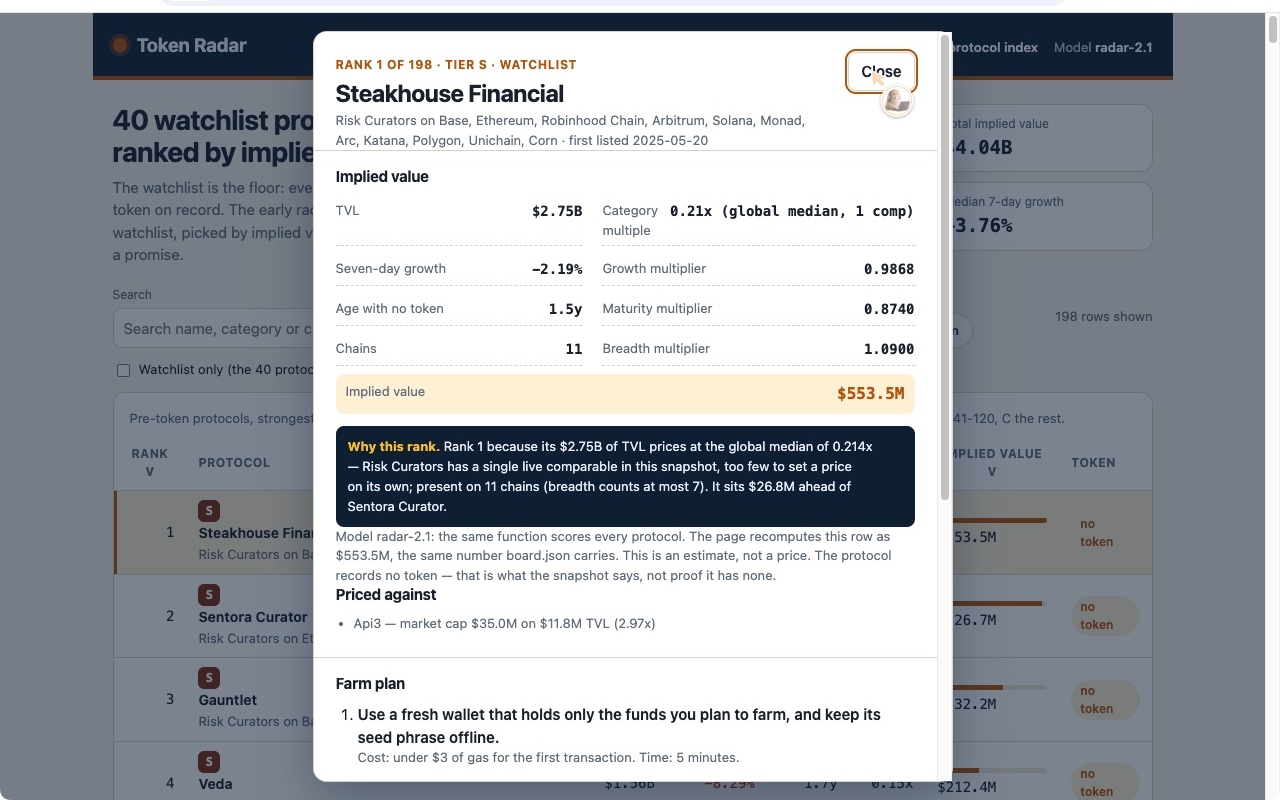 Token Radar
protocol index Model radar-2.1
40 watchlist pro
ranked by implie
The watchlist is the floor: eve
token on record. The early rac
watchlist, picked by implied v
a promise.
otal implied value
4.04B
edian 7-day growth
3.76%
Search
Search name, category or c
198 rows shown
Watchlist only (the 40 protoc
Pre-token protocols, strongest
41-120, C the rest.
RANK V PROTOCOL MPLIED VALUE V TOKEN
S
1 Steakhouse Finan 53.5M no token
Risk Curators on Ba
S
2 Sentora Curator 26.7M no token
Risk Curators on Et
S
3 Gauntlet 32.2M no token
Risk Curators on Ba
S
4 Veda $1.56B −8.29% 1.7y 0.15x $212.4M no token
RANK 1 OF 198 · TIER S · WATCHLIST
Close
Steakhouse Financial
Risk Curators on Base, Ethereum, Robinhood Chain, Arbitrum, Solana, Monad,
Arc, Katana, Polygon, Unichain, Corn · first listed 2025-05-20
Implied value
TVL $2.75B
Category multiple 0.21x (global median, 1 comp)
Seven-day growth −2.19%
Growth multiplier 0.9868
Age with no token 1.5y
Maturity multiplier 0.8740
Chains 11
Breadth multiplier 1.0900
Implied value $553.5M
Why this rank. Rank 1 because its $2.75B of TVL prices at the global median of 0.214x
— Risk Curators has a single live comparable in this snapshot, too few to set a price
on its own; present on 11 chains (breadth counts at most 7). It sits $26.8M ahead of
Sentora Curator.
Model radar-2.1: the same function scores every protocol. The page recomputes this row as
$553.5M, the same number board.json carries. This is an estimate, not a price. The protocol
records no token — that is what the snapshot says, not proof it has none.
Priced against
• Api3 — market cap $35.0M on $11.8M TVL (2.97x)
Farm plan
1. Use a fresh wallet that holds only the funds you plan to farm, and keep its
seed phrase offline.
Cost: under $3 of gas for the first transaction. Time: 5 minutes.